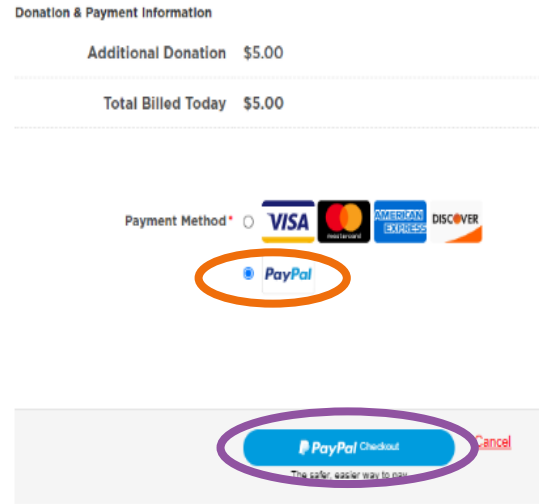 Donation & Payment Information
Additional Donation $5.00
Total Billed Today $5.00
Payment Method* VISA mastercard AMERICAN EXPRESS DISCOVER
PayPal
PayPal Checkout Cancel
The safer, easier way to pay